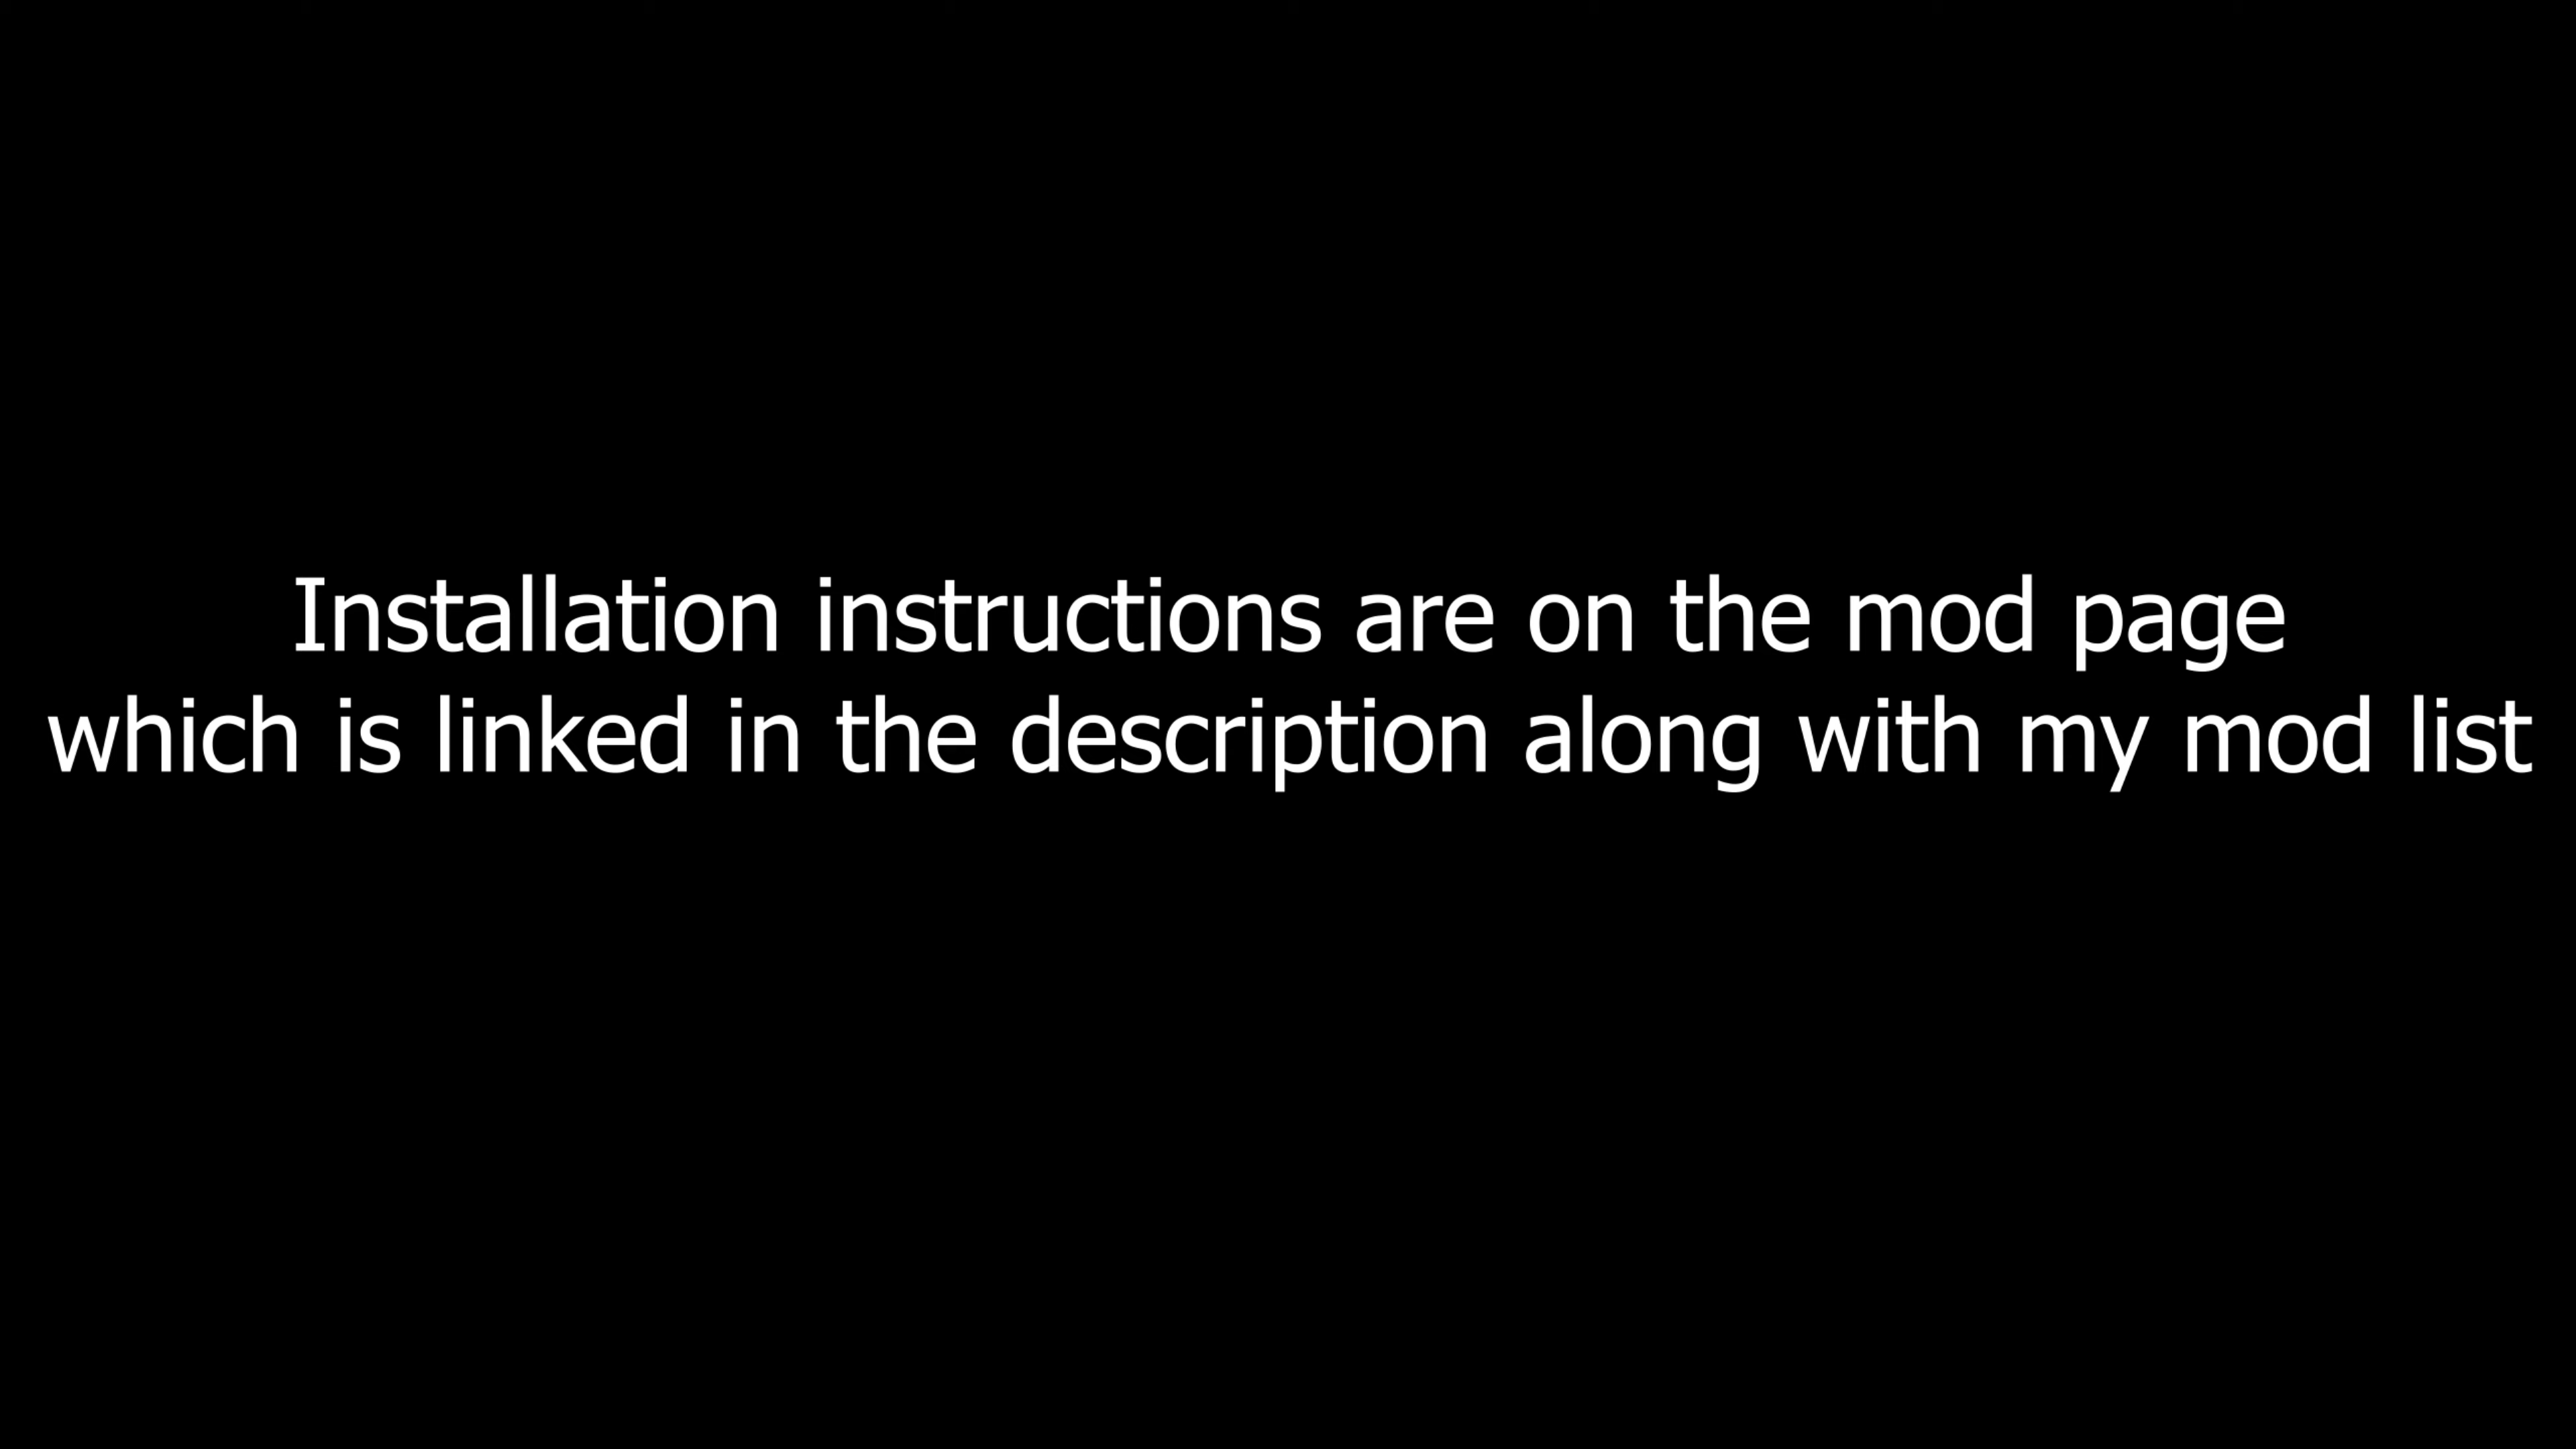 Installation instructions are on the mod page
which is linked in the description along with my mod list